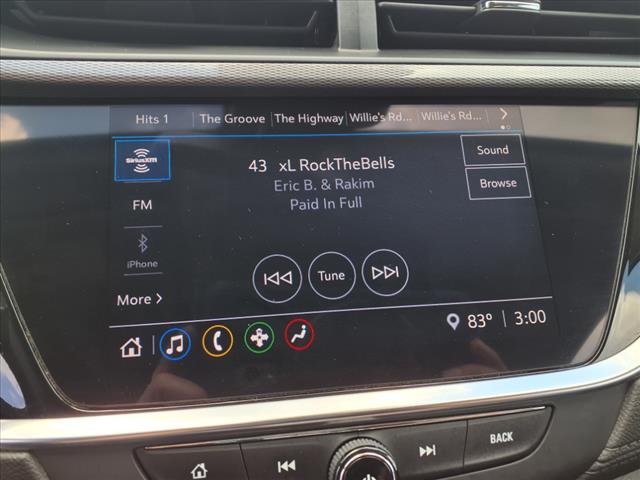 Hits 1 The Groove The Highway Willie's Rd... Willie's Rd... >
SiriusXM
43 xL RockTheBells
Sound
Eric B. & Rakim
Browse
FM
Paid In Full
iPhone
Tune
More >
83° 3:00
BACK